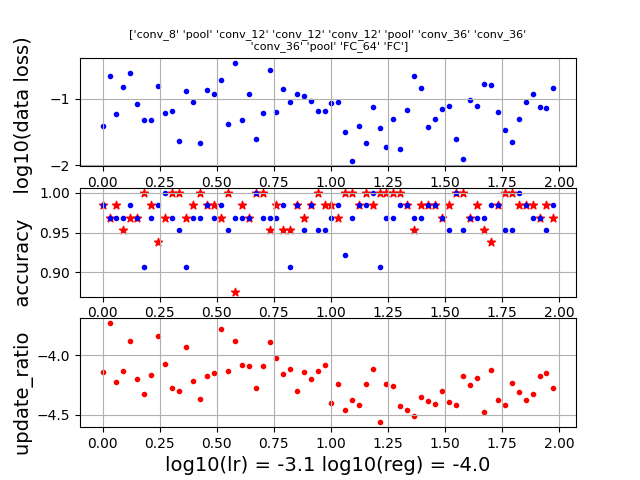 ['conv_8' 'pool' 'conv_12' 'conv_12' 'conv_12' 'pool' 'conv_36' 'conv_36'
'conv_36' 'pool' 'FC_64' 'FC']
log10(data loss)
−1
−2
0.00 0.25 0.50 0.75 1.00 1.25 1.50 1.75 2.00
accuracy
1.00
0.95
0.90
0.00 0.25 0.50 0.75 1.00 1.25 1.50 1.75 2.00
update_ratio
−4.0
−4.5
0.00 0.25 0.50 0.75 1.00 1.25 1.50 1.75 2.00
log10(lr) = -3.1 log10(reg) = -4.0